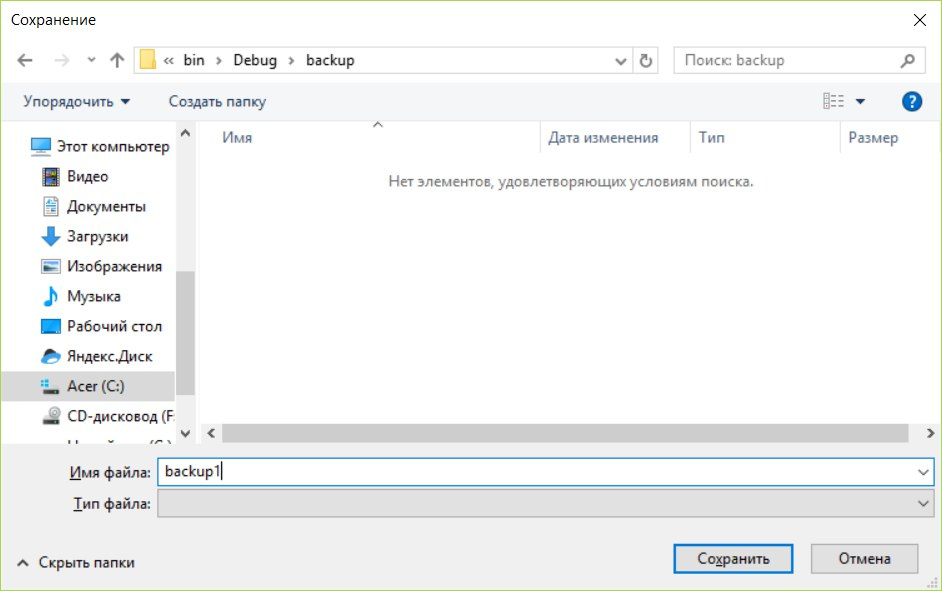 Сохранение
« bin › Debug › backup
Поиск: backup
Упорядочить
Создать папку
?
Имя
Дата изменения
Тип
Размер
Этот компьютер
Видео
Документы
Загрузки
Изображения
Музыка
Рабочий стол
Яндекс.Диск
Acer (C:)
CD-дисковод (F:
Нет элементов, удовлетворяющих условиям поиска.
Имя файла: backup1
Тип файла:
Скрыть папки
Сохранить
Отмена